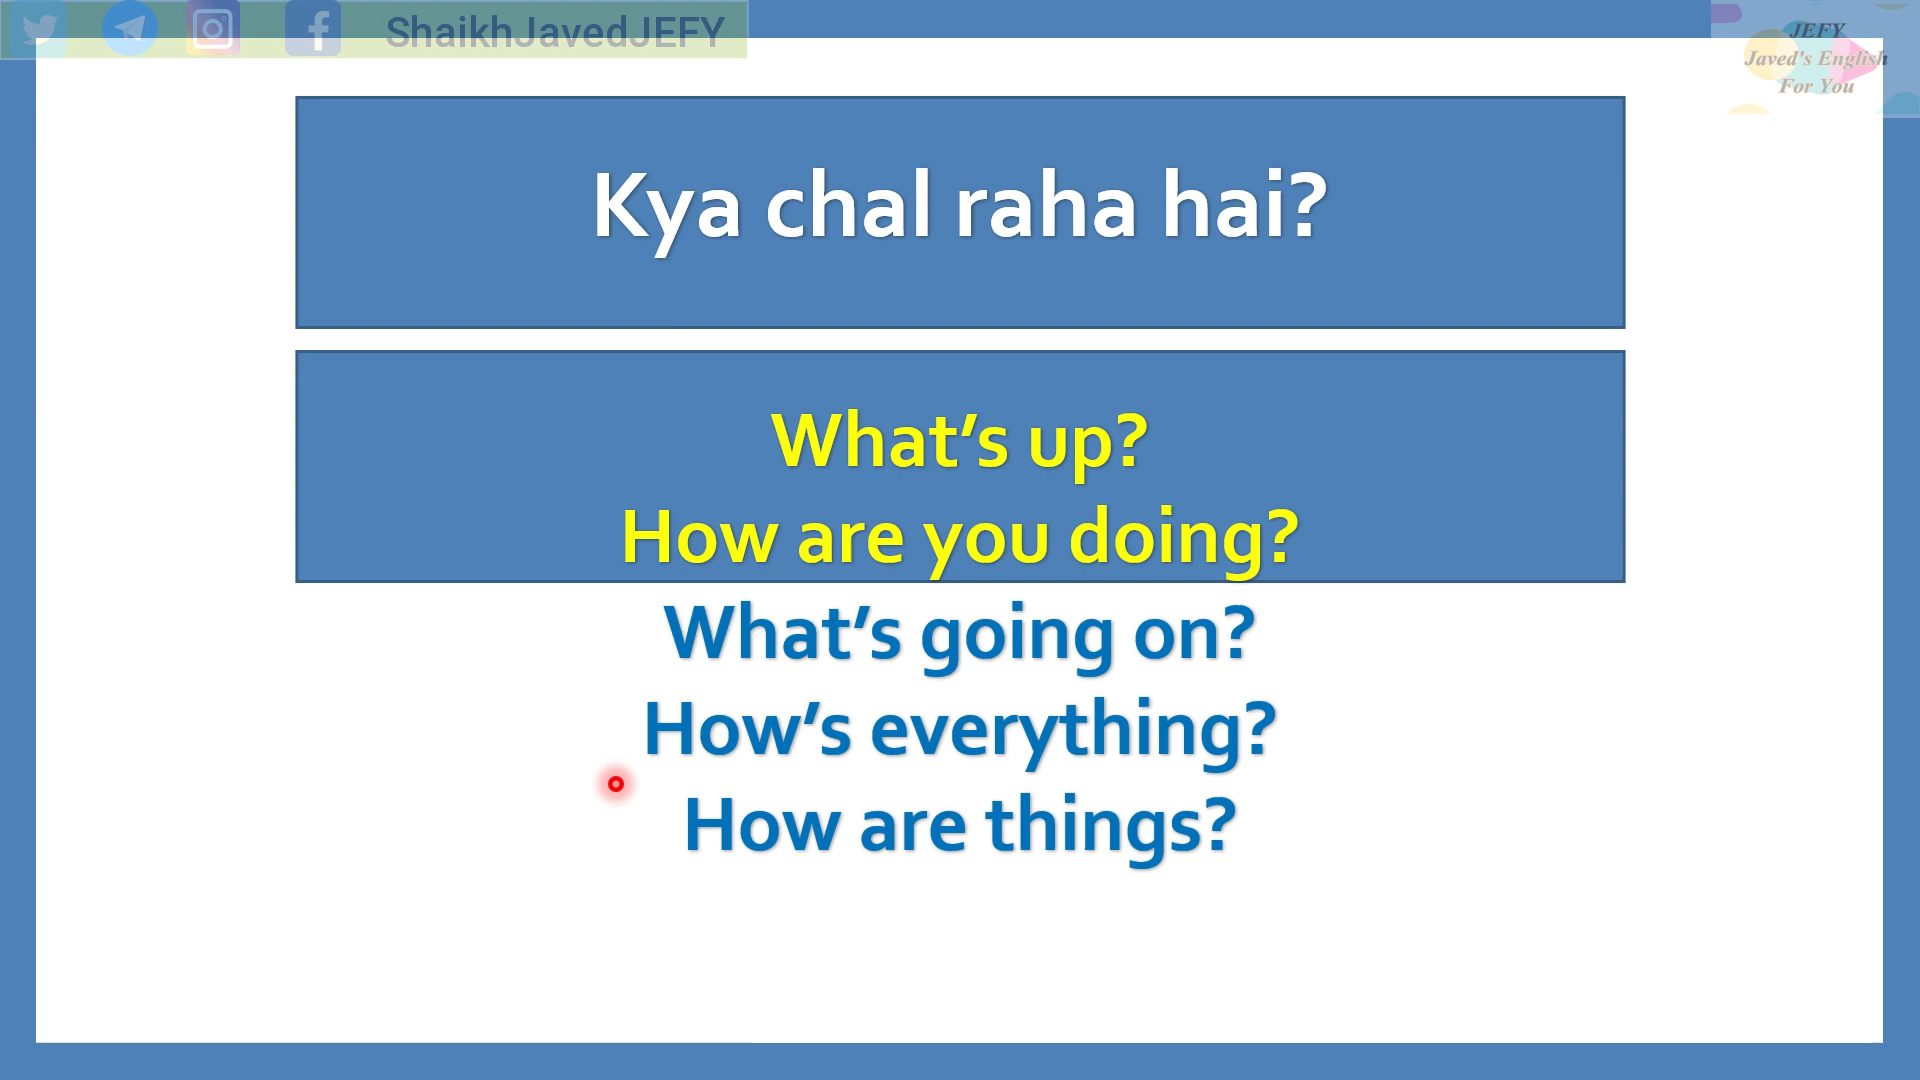 ShaikhJavedJEFY
JEFY
Javed's English
For You
Kya chal raha hai?
What's up?
How are you doing?
What's going on?
How's everything?
How are things?